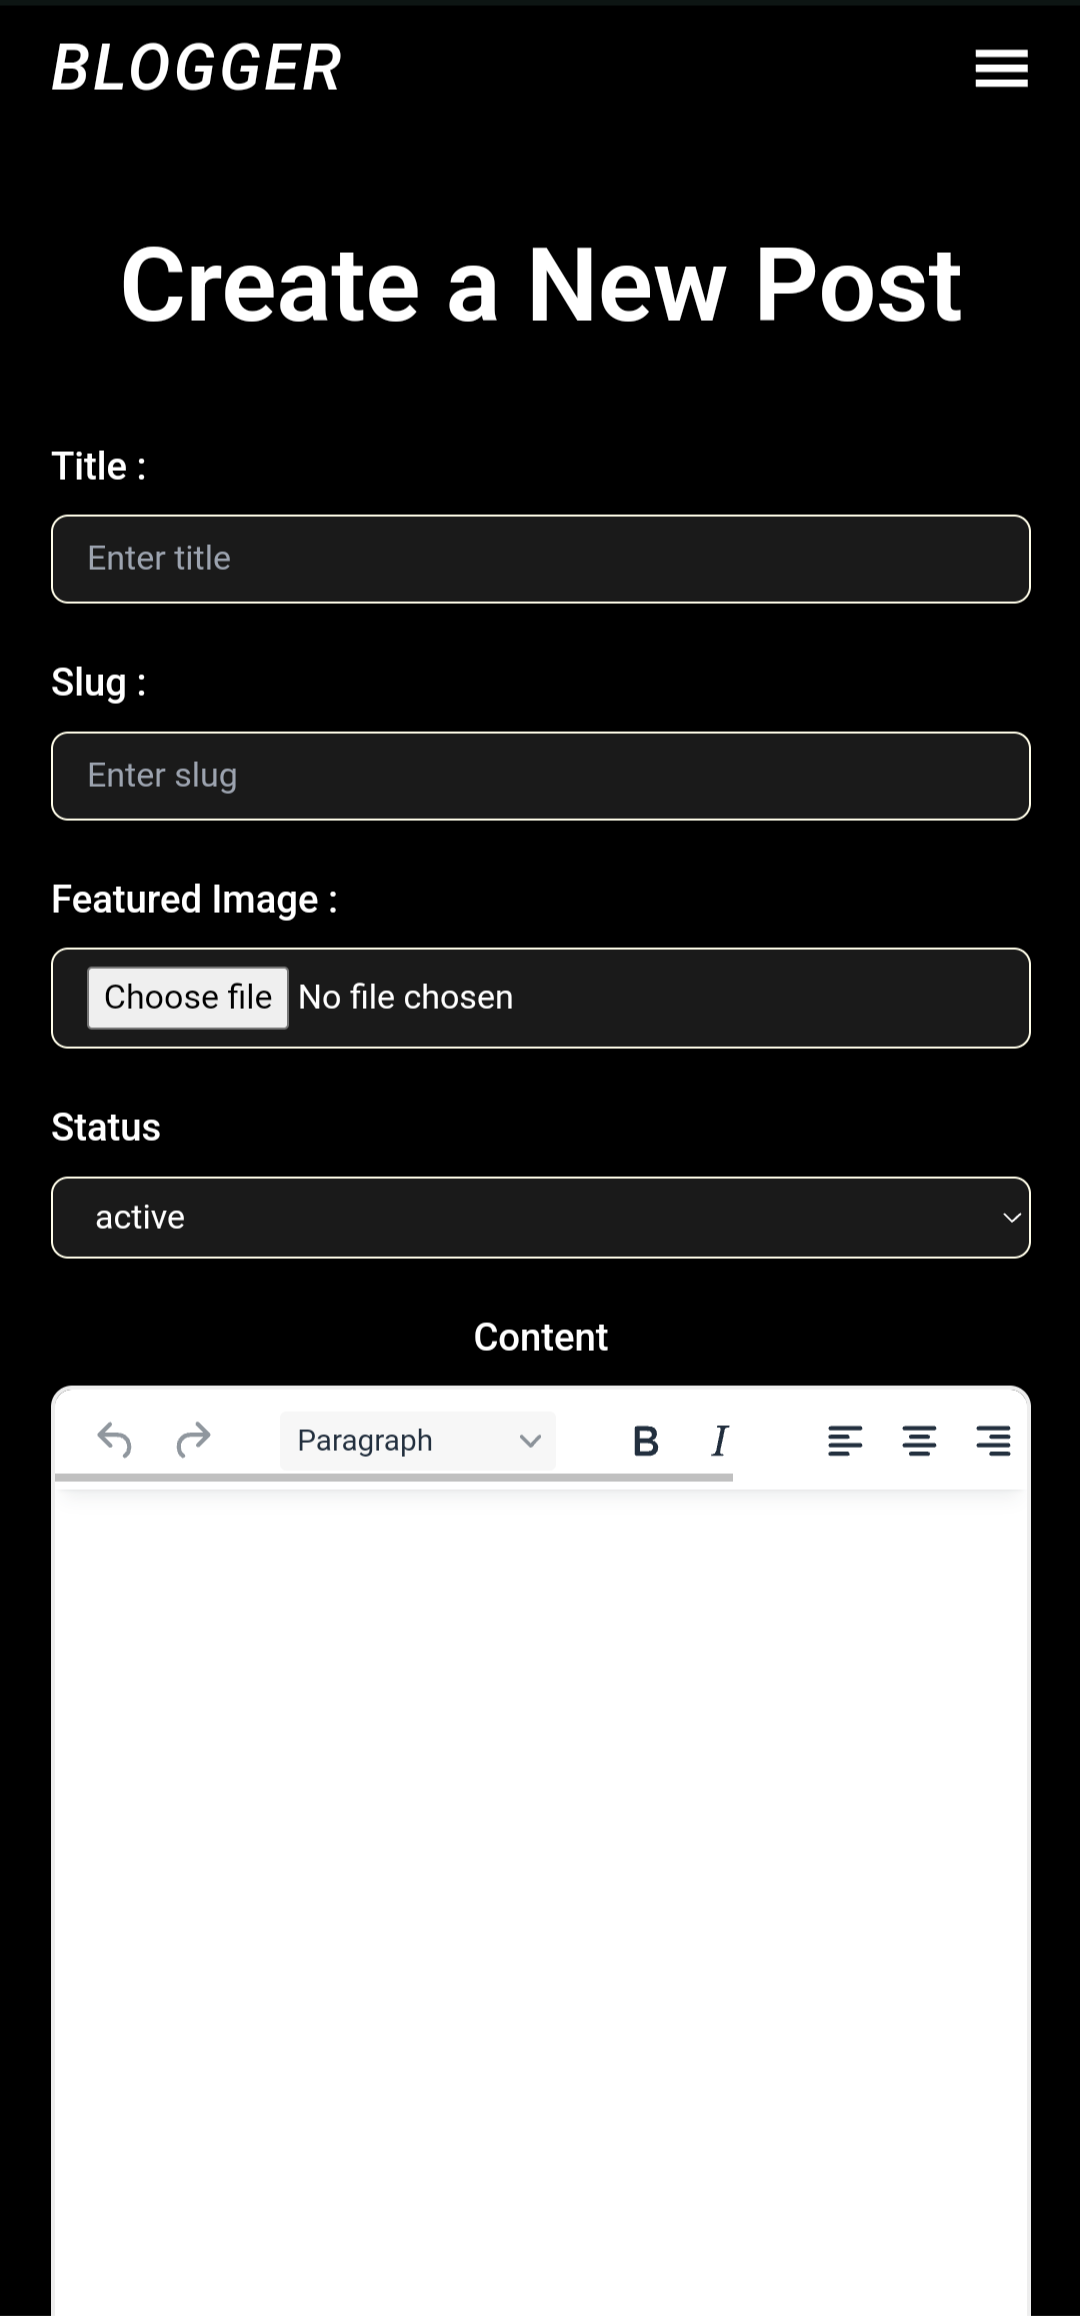 BLOGGER
Create a New Post
Title :
Enter title
Slug :
Enter slug
Featured Image :
Choose file No file chosen
Status
active
Content
Paragraph B I